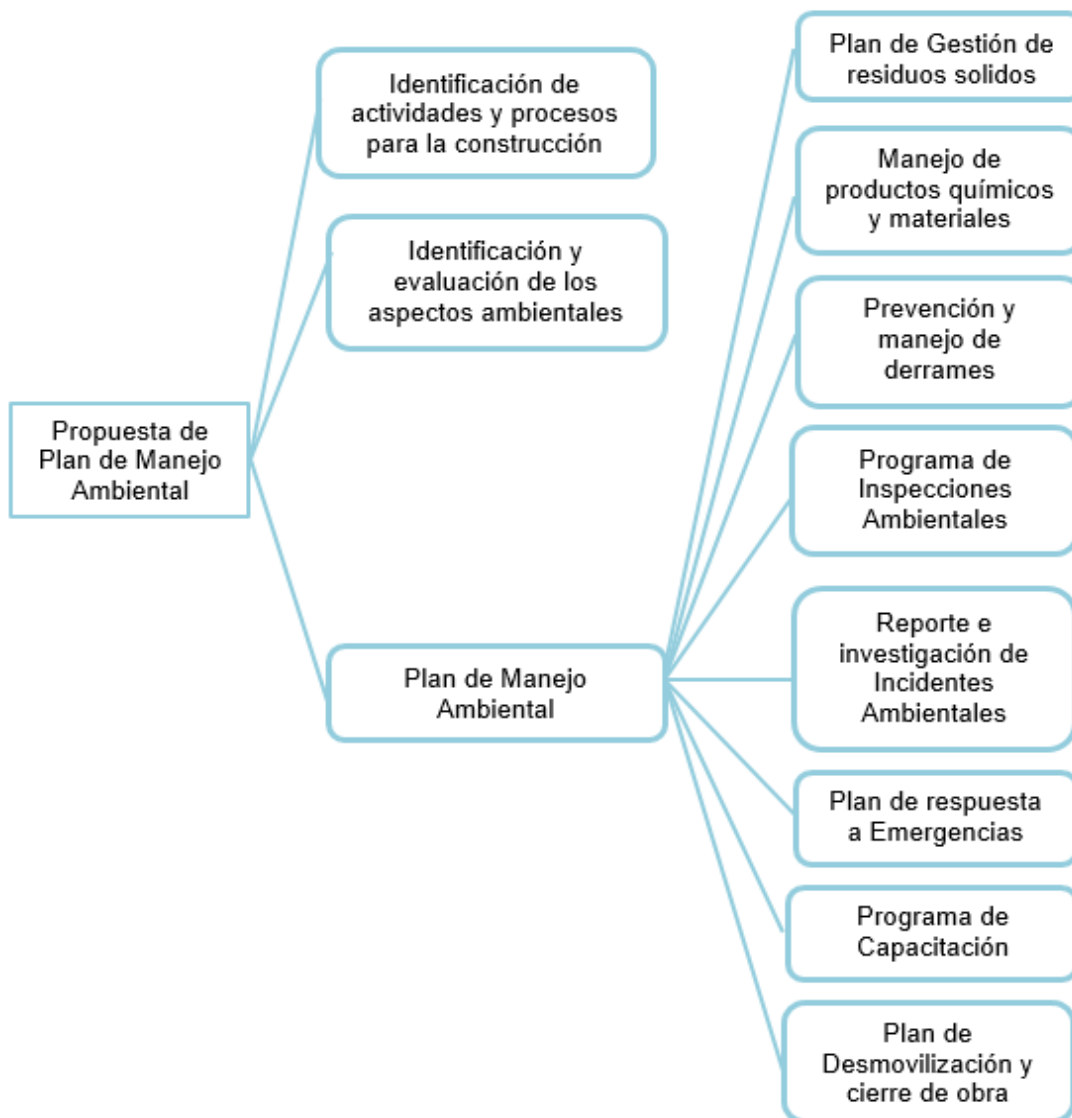 Propuesta de
Plan de Manejo
Ambiental
Identificación de
actividades y procesos
para la construcción
Identificación y
evaluación de los
aspectos ambientales
Plan de Manejo
Ambiental
Plan de Gestión de
residuos solidos
Manejo de
productos químicos
y materiales
Prevención y
manejo de
derrames
Programa de
Inspecciones
Ambientales
Reporte e
investigación de
Incidentes
Ambientales
Plan de respuesta
a Emergencias
Programa de
Capacitación
Plan de
Desmovilización y
cierre de obra